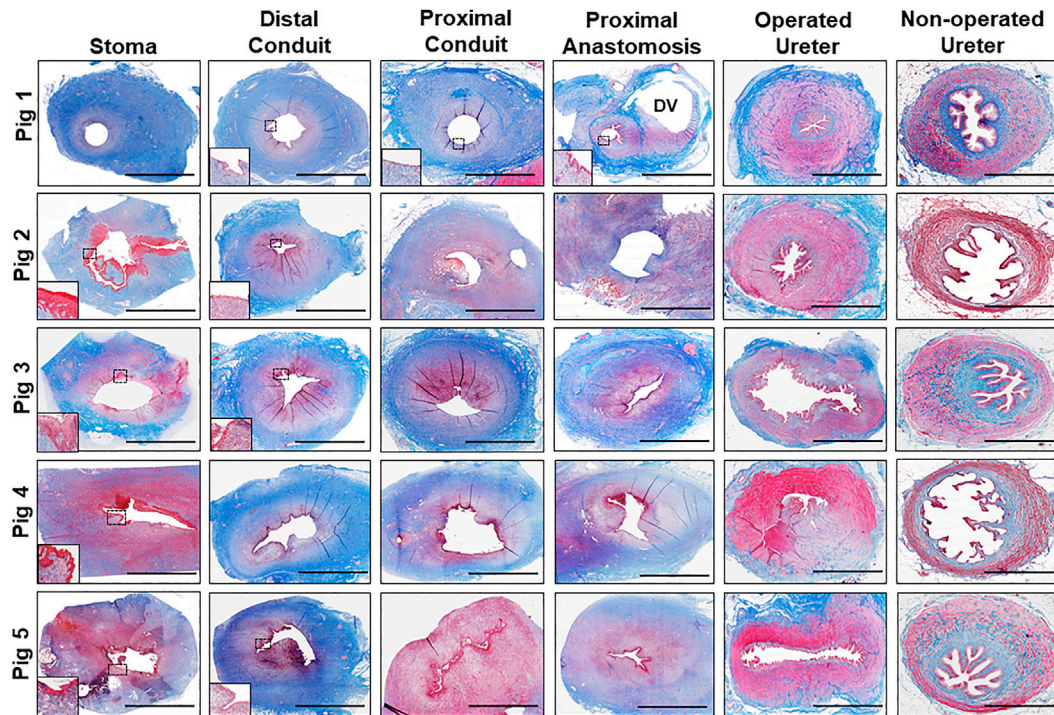 Stoma
Distal
Conduit
Proximal
Conduit
Proximal
Anastomosis
Operated
Ureter
Non-operated
Ureter
Pig 1
DV
Pig 2
Pig 3
Pig 4
Pig 5